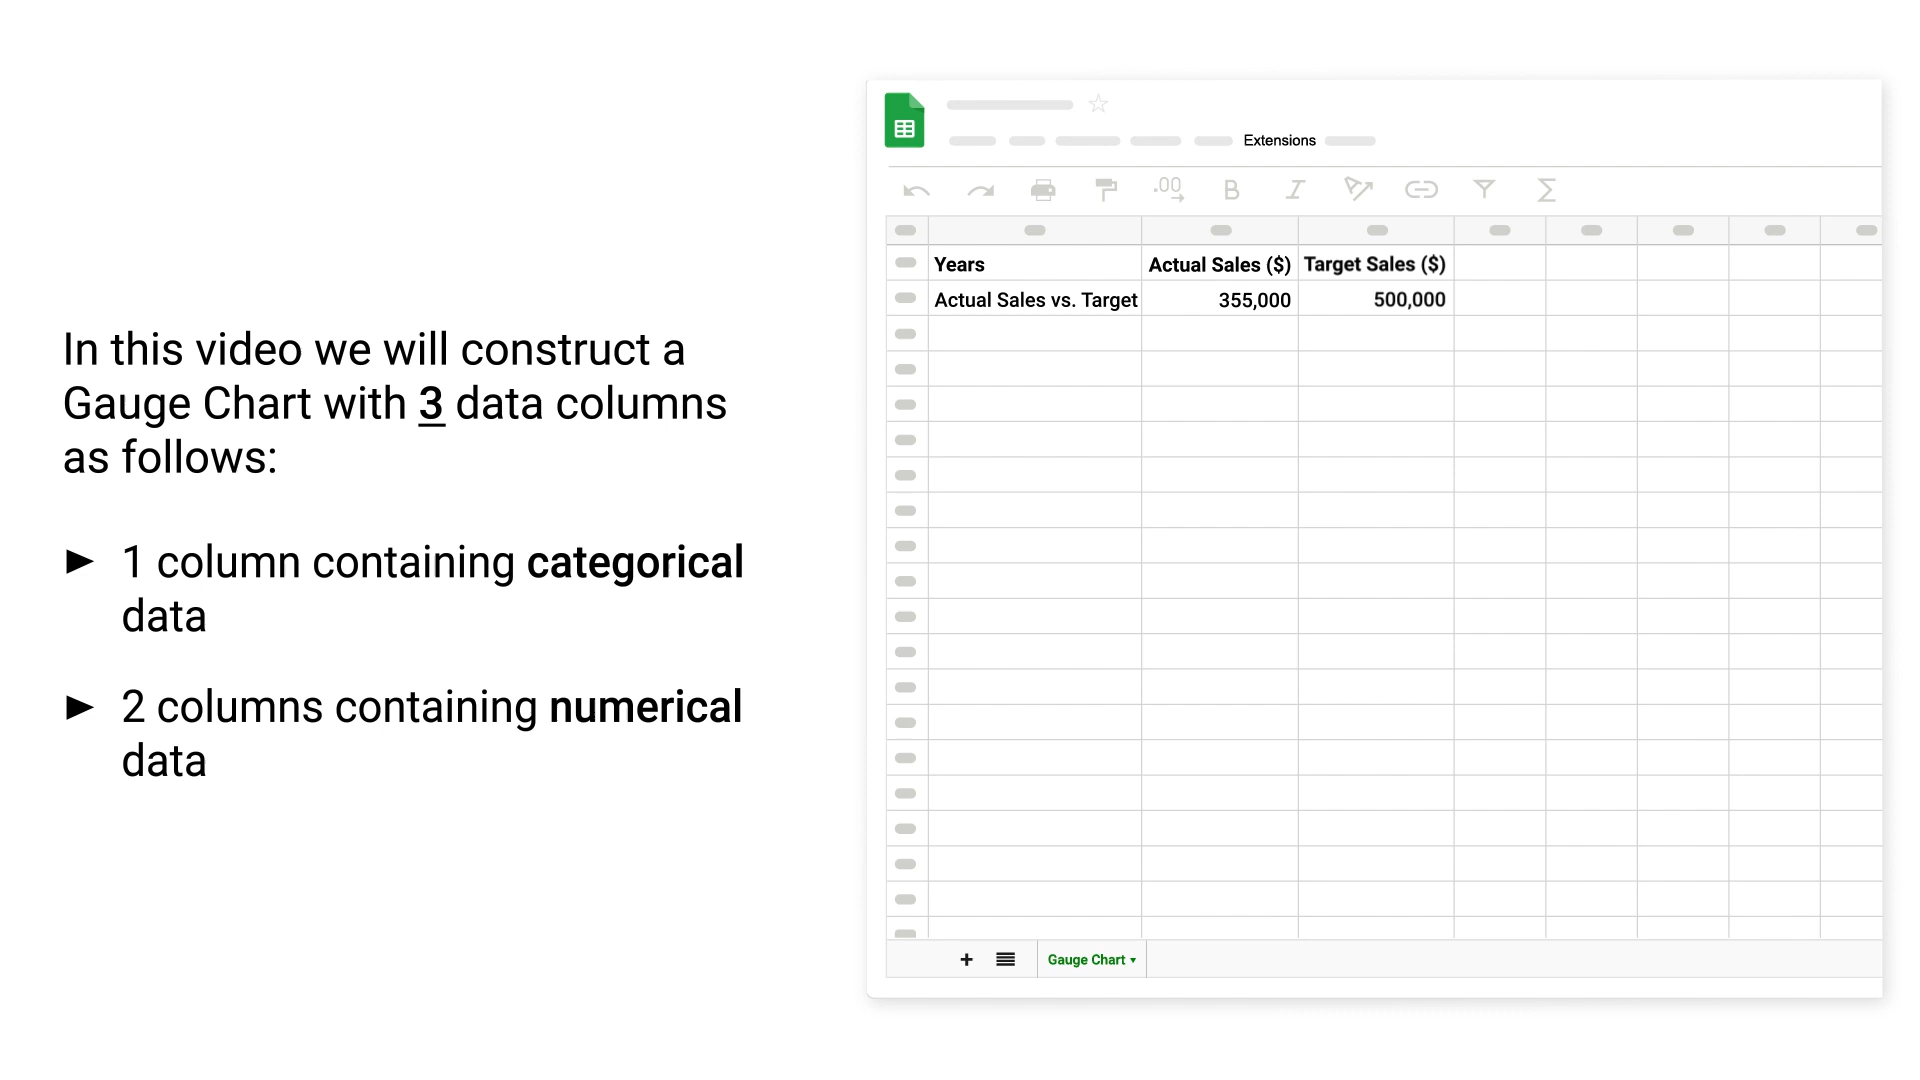 In this video we will construct a
Gauge Chart with 3 data columns
as follows:
► 1 column containing categorical
data
► 2 columns containing numerical
data
Extensions
.00
Years Actual Sales ($) Target Sales ($)
Actual Sales vs. Target 355,000 500,000
Gauge Chart